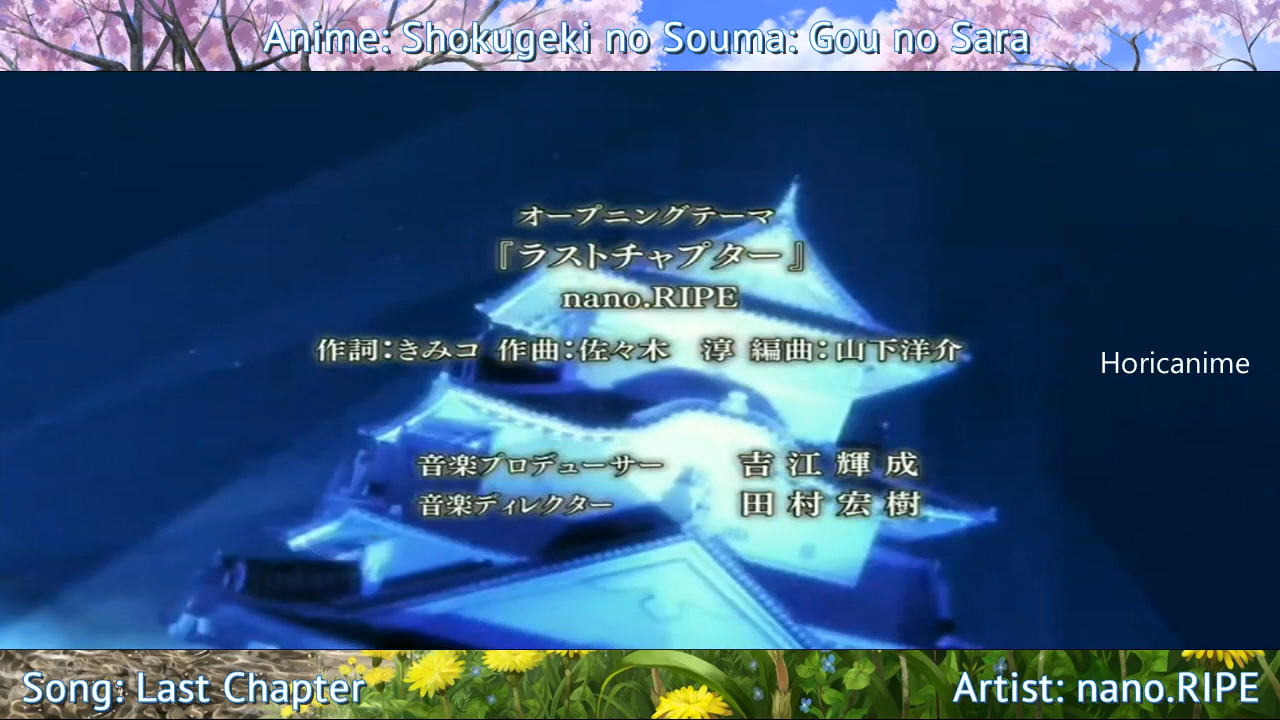 Anime: Shokugeki no Souma: Gou no Sara
オープニングテーマ
『ラストチャプター』
nano.RIPE
作詞：きみコ 作曲：佐々木　淳 編曲：山下洋介
Horicanime
音楽プロデューサー 吉江輝成
音楽ディレクター 田村宏樹
Song: Last Chapter
Artist: nano.RIPE